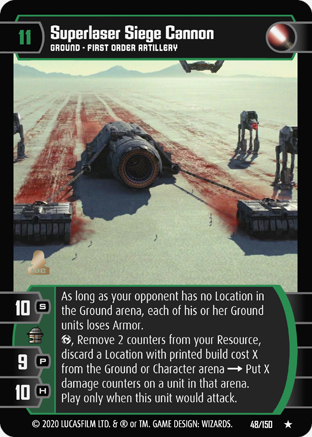 11
Superlaser Siege Cannon
GROUND - FIRST ORDER ARTILLERY
10 S
9 P
10 H
As long as your opponent has no Location in
the Ground arena, each of his or her Ground
units loses Armor.
, Remove 2 counters from your Resource,
discard a Location with printed build cost X
from the Ground or Character arena → Put X
damage counters on a unit in that arena.
Play only when this unit would attack.
© 2020 LUCASFILM LTD. & ® or TM. GAME DESIGN: WIZARDS.
48/150 ★